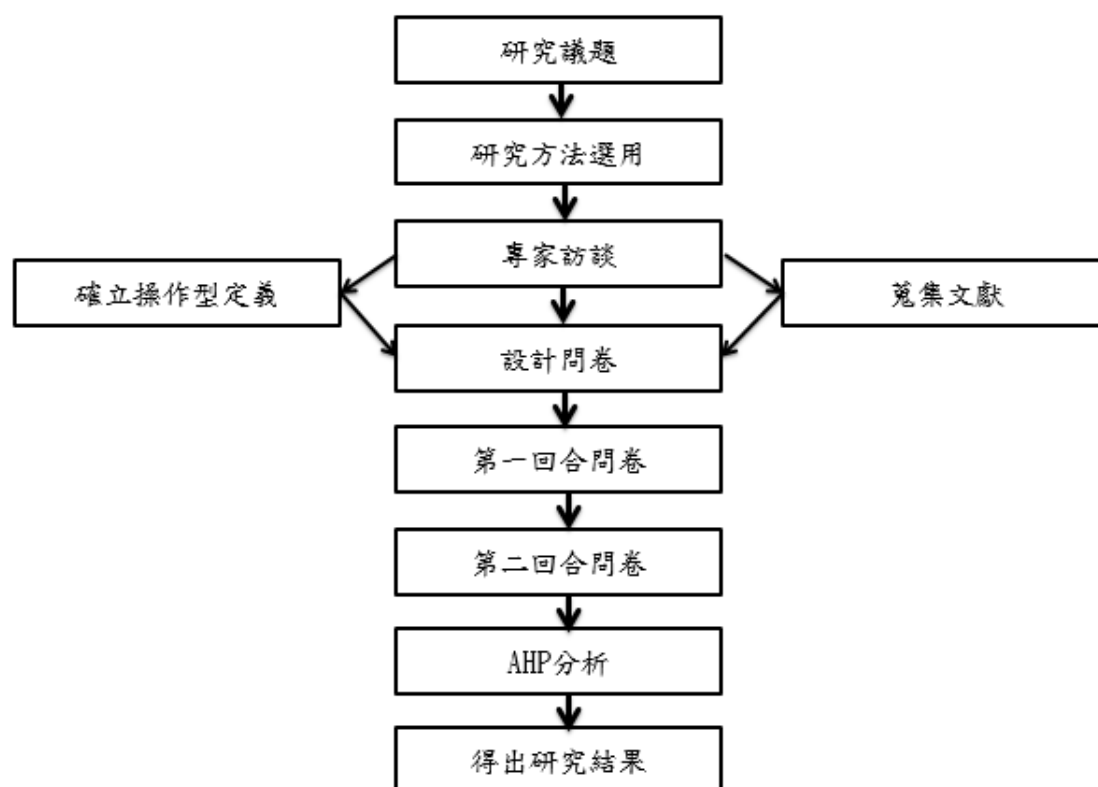 研究議題
研究方法選用
專家訪談
確立操作型定義
蒐集文獻
設計問卷
第一回合問卷
第二回合問卷
AHP分析
得出研究結果